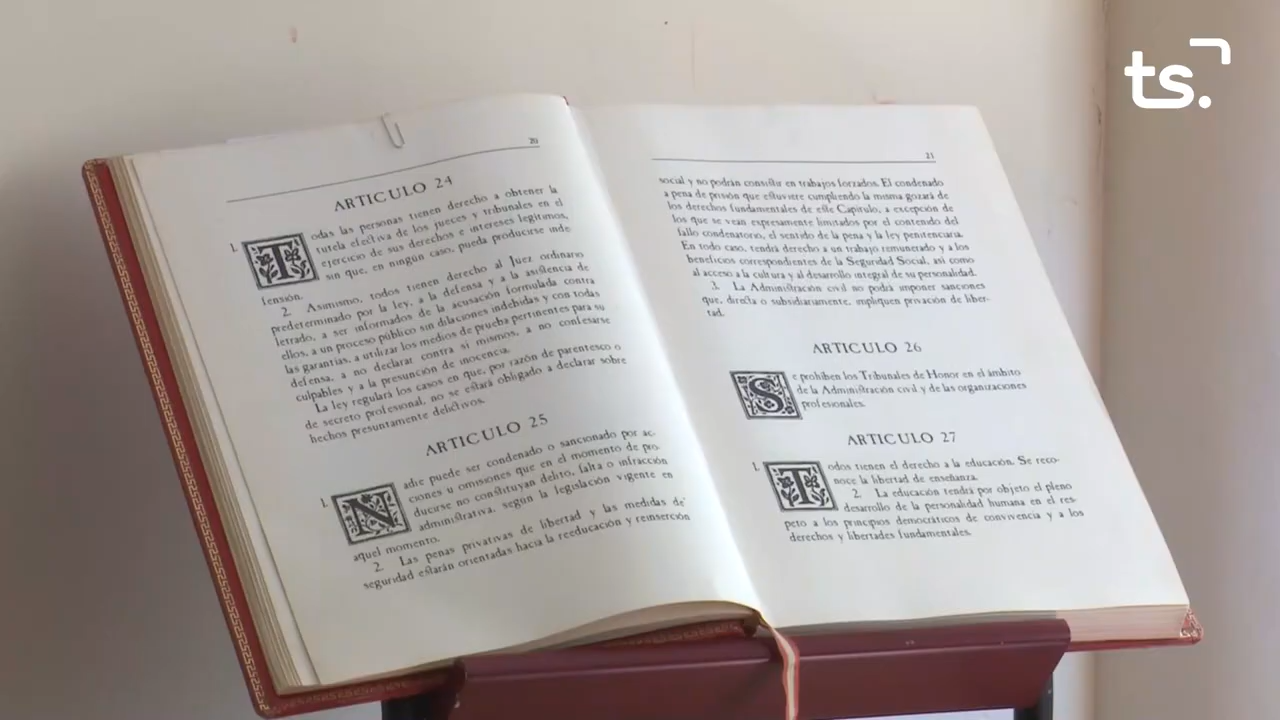 ts.
20
ARTICULO 24
1. Todas las personas tienen derecho a obtener la
tutela efectiva de los jueces y tribunales en el
ejercicio de sus derechos e intereses legítimos,
sin que, en ningún caso, pueda producirse inde
fensión.
2. Asimismo, todos tienen derecho al Juez ordinario
predeterminado por la ley, a la defensa y a la asistencia de
letrado, a ser informados de la acusación formulada contra
ellos, a un proceso público sin dilaciones indebidas y con todas
las garantías, a utilizar los medios de prueba pertinentes para su
defensa, a no declarar contra sí mismos, a no confesarse
culpables y a la presunción de inocencia.
La ley regulará los casos en que, por razón de parentesco o
de secreto profesional, no se estará obligado a declarar sobre
hechos presuntamente delictivos.
ARTICULO 25
1. Nadie puede ser condenado o sancionado por ac-
ciones u omisiones que en el momento de pro
ducirse no constituyan delito, falta o infracción
administrativa, según la legislación vigente en
aquel momento.
2. Las penas privativas de libertad y las medidas de
seguridad estarán orientadas hacia la reeducación y reinserción
21
social y no podrán consistir en trabajos forzados. El condenado
a pena de prisión que estuviere cumpliendo la misma gozará de
los derechos fundamentales de este Capítulo, a excepción de
los que se vean expresamente limitados por el contenido del
fallo condenatorio, el sentido de la pena y la ley penitenciaria.
En todo caso, tendrá derecho a un trabajo remunerado y a los
beneficios correspondientes de la Seguridad Social, así como
al acceso a la cultura y al desarrollo integral de su personalidad.
3. La Administración civil no podrá imponer sanciones
que, directa o subsidiariamente, impliquen privación de liber-
tad.
ARTICULO 26
Se prohíben los Tribunales de Honor en el ámbito
de la Administración civil y de las organizaciones
profesionales.
ARTICULO 27
1. Todos tienen el derecho a la educación. Se reco-
noce la libertad de enseñanza.
2. La educación tendrá por objeto el pleno
desarrollo de la personalidad humana en el res-
peto a los principios democráticos de convivencia y a los
derechos y libertades fundamentales.